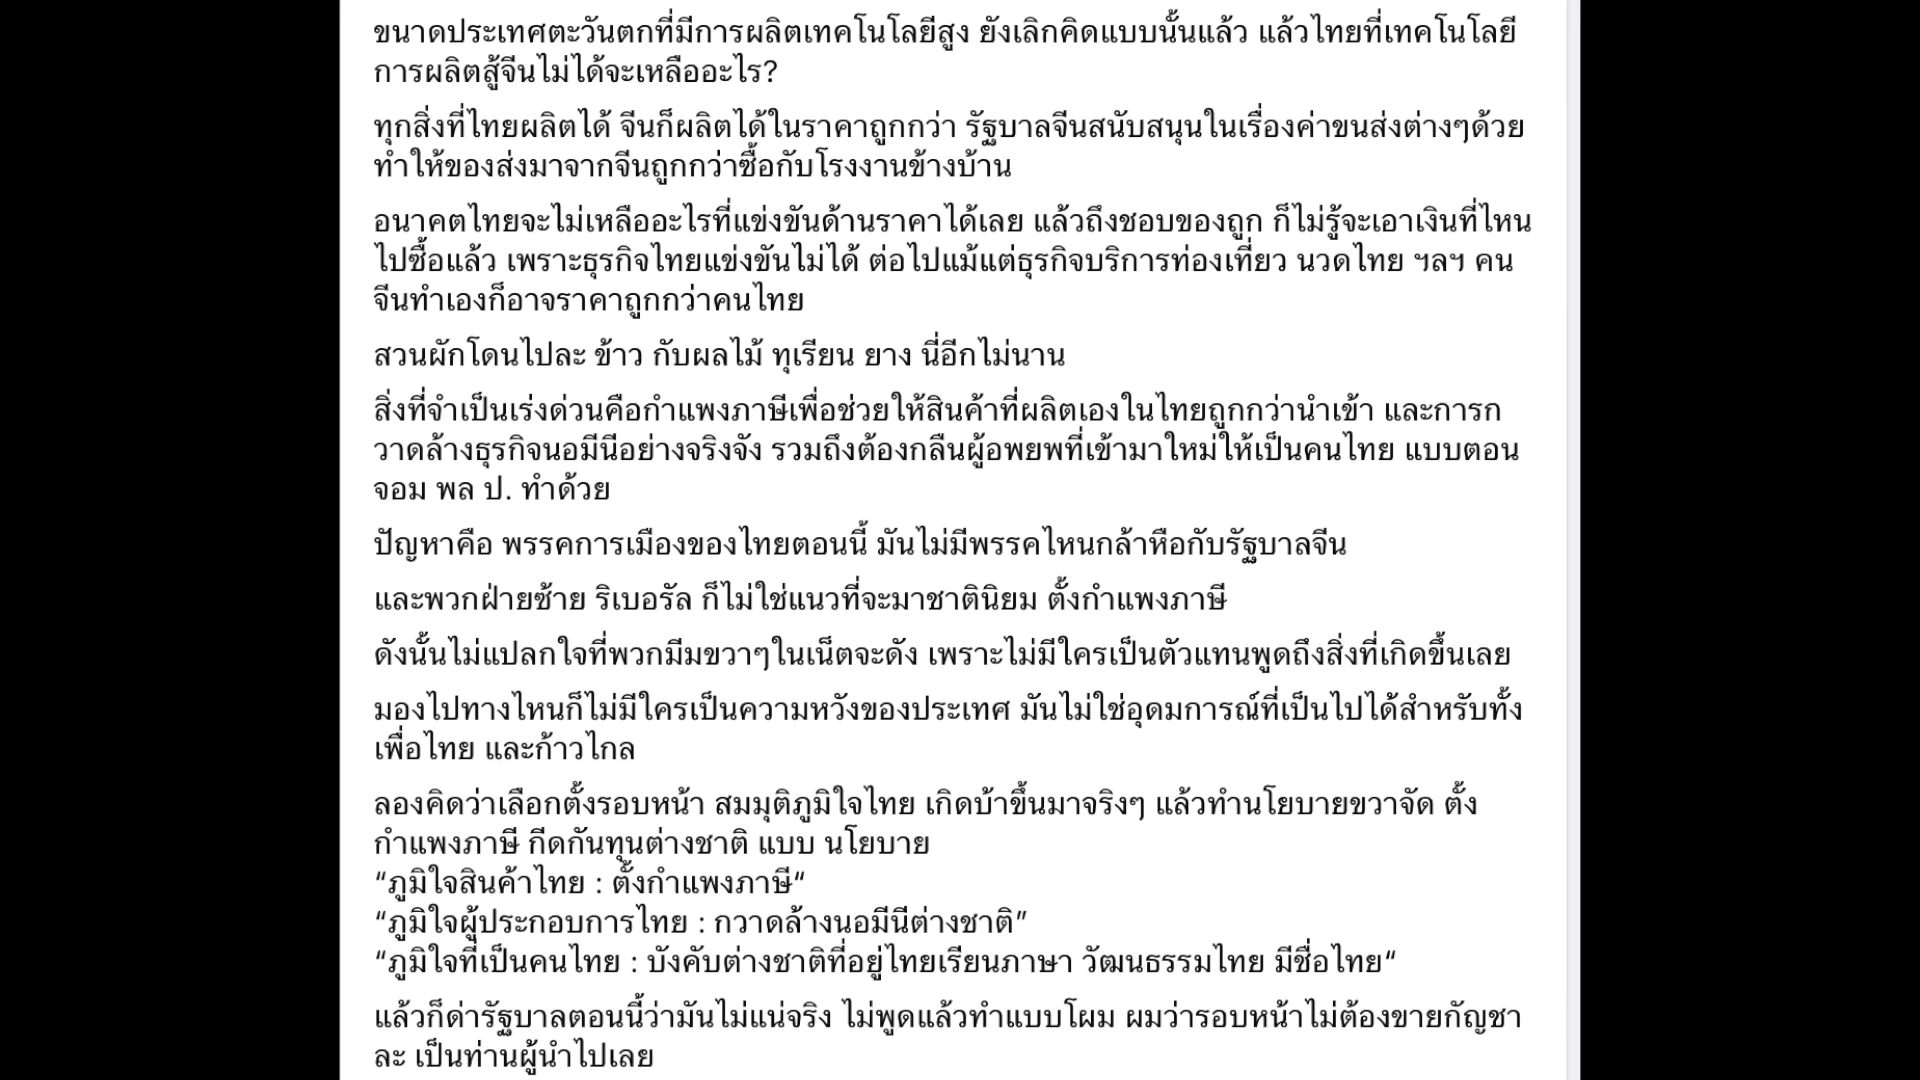 ขนาดประเทศตะวันตกที่มีการผลิตเทคโนโลยีสูง ยังเลิกคิดแบบนั้นแล้ว แล้วไทยที่เทคโนโลยี
การผลิตสู้จีนไม่ได้จะเหลืออะไร?
ทุกสิ่งที่ไทยผลิตได้ จีนก็ผลิตได้ในราคาถูกกว่า รัฐบาลจีนสนับสนุนในเรื่องค่าขนส่งต่างๆด้วย
ทำให้ของส่งมาจากจีนถูกกว่าซื้อกับโรงงานข้างบ้าน
อนาคตไทยจะไม่เหลืออะไรที่แข่งขันด้านราคาได้เลย แล้วถึงชอบของถูก ก็ไม่รู้จะเอาเงินที่ไหน
ไปซื้อแล้ว เพราะธุรกิจไทยแข่งขันไม่ได้ ต่อไปแม้แต่ธุรกิจบริการท่องเที่ยว นวดไทย ฯลฯ คน
จีนทำเองก็อาจราคาถูกกว่าคนไทย
สวนผักโดนไปละ ข้าว กับผลไม้ ทุเรียน ยาง นี่อีกไม่นาน
สิ่งที่จำเป็นเร่งด่วนคือกำแพงภาษีเพื่อช่วยให้สินค้าที่ผลิตเองในไทยถูกกว่านำเข้า และการก
วาดล้างธุรกิจนอมีนีอย่างจริงจัง รวมถึงต้องกลืนผู้อพยพที่เข้ามาใหม่ให้เป็นคนไทย แบบตอน
จอม พล ป. ทำด้วย
ปัญหาคือ พรรคการเมืองของไทยตอนนี้ มันไม่มีพรรคไหนกล้าหือกับรัฐบาลจีน
และพวกฝ่ายซ้าย ริเบอรัล ก็ไม่ใช่แนวที่จะมาชาตินิยม ตั้งกำแพงภาษี
ดังนั้นไม่แปลกใจที่พวกมีมขวาๆในเน็ตจะดัง เพราะไม่มีใครเป็นตัวแทนพูดถึงสิ่งที่เกิดขึ้นเลย
มองไปทางไหนก็ไม่มีใครเป็นความหวังของประเทศ มันไม่ใช่อุดมการณ์ที่เป็นไปได้สำหรับทั้ง
เพื่อไทย และก้าวไกล
ลองคิดว่าเลือกตั้งรอบหน้า สมมุติภูมิใจไทย เกิดบ้าขึ้นมาจริงๆ แล้วทำนโยบายขวาจัด ตั้ง
กำแพงภาษี กีดกันทุนต่างชาติ แบบ นโยบาย
“ภูมิใจสินค้าไทย : ตั้งกำแพงภาษี“
“ภูมิใจผู้ประกอบการไทย : กวาดล้างนอมีนีต่างชาติ”
“ภูมิใจที่เป็นคนไทย : บังคับต่างชาติที่อยู่ไทยเรียนภาษา วัฒนธรรมไทย มีชื่อไทย“
แล้วก็ด่ารัฐบาลตอนนี้ว่ามันไม่แน่จริง ไม่พูดแล้วทำแบบโผม ผมว่ารอบหน้าไม่ต้องขายกัญชา
ละ เป็นท่านผู้นำไปเลย